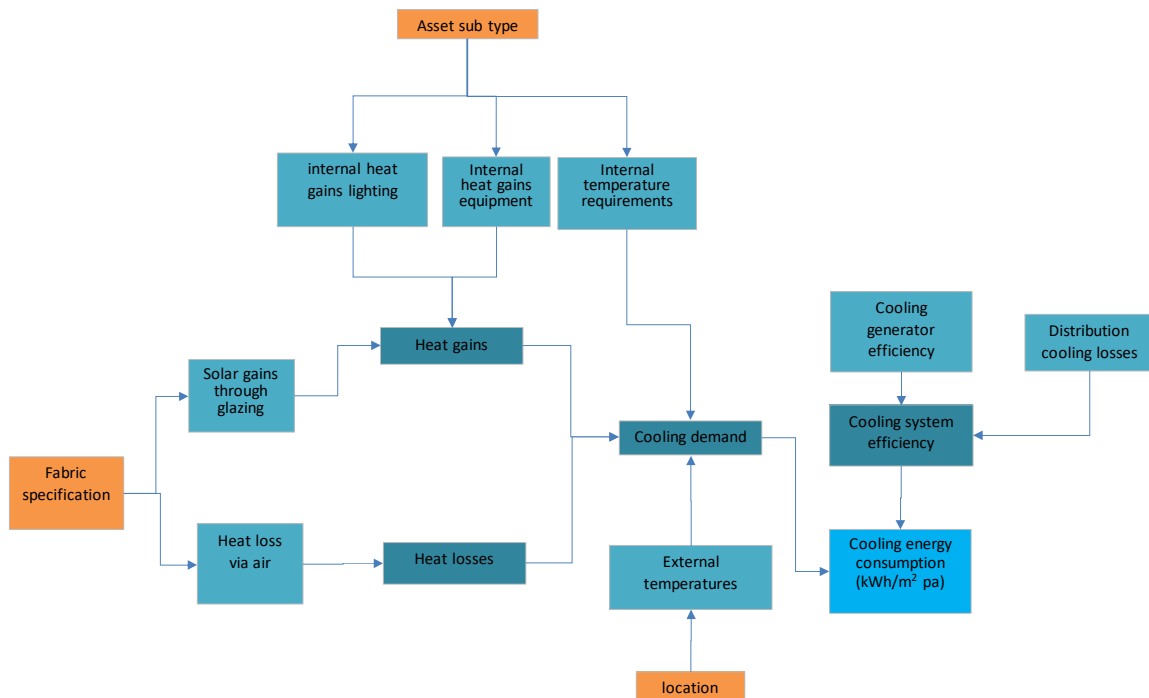 Asset sub type
internal heat
gains lighting
Internal
heat gains
equipment
Internal
temperature
requirements
Cooling
generator
efficiency
Distribution
cooling losses
Heat gains
Solar gains
through
glazing
Cooling demand
Cooling system
efficiency
Fabric
specification
Heat loss
via air
Heat losses
External
temperatures
Cooling energy
consumption
(kWh/m² pa)
location